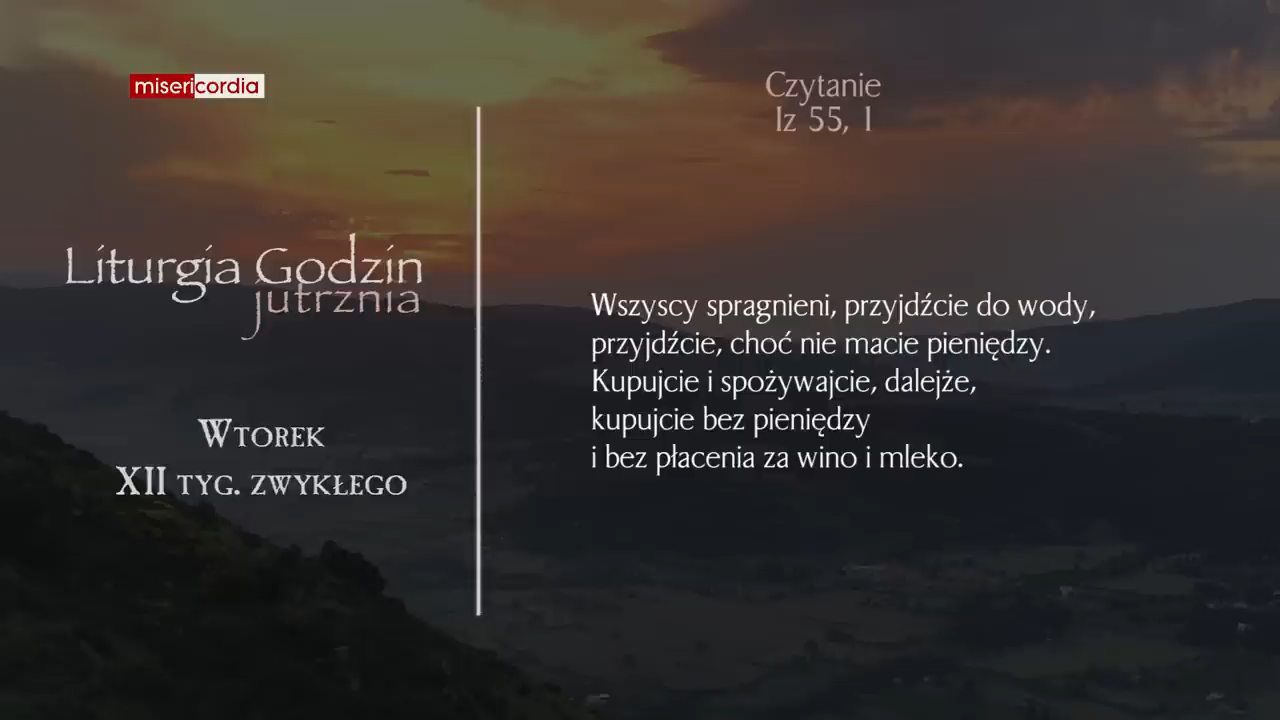 misericordia
Liturgia Godzin
jutrznia
Wtorek
XII tyg. zwykłego
Czytanie
Iz 55, 1
Wszyscy spragnieni, przyjdźcie do wody,
przyjdźcie, choć nie macie pieniędzy.
Kupujcie i spożywajcie, dalejże,
kupujcie bez pieniędzy
i bez płacenia za wino i mleko.